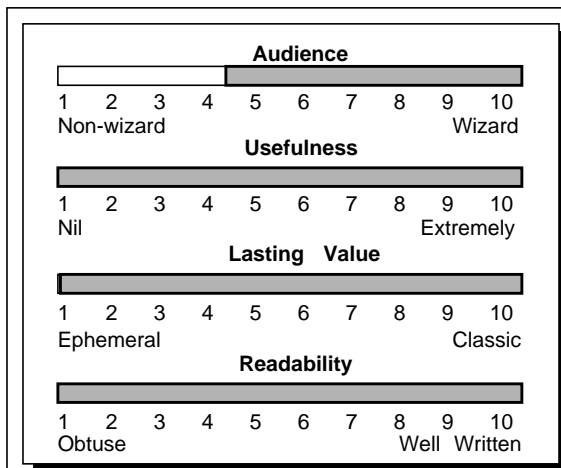 Audience
1 2 3 4 5 6 7 8 9 10
Non-wizard Wizard
Usefulness
1 2 3 4 5 6 7 8 9 10
Nil Extremely
Lasting Value
1 2 3 4 5 6 7 8 9 10
Ephemeral Classic
Readability
1 2 3 4 5 6 7 8 9 10
Obtuse Well Written